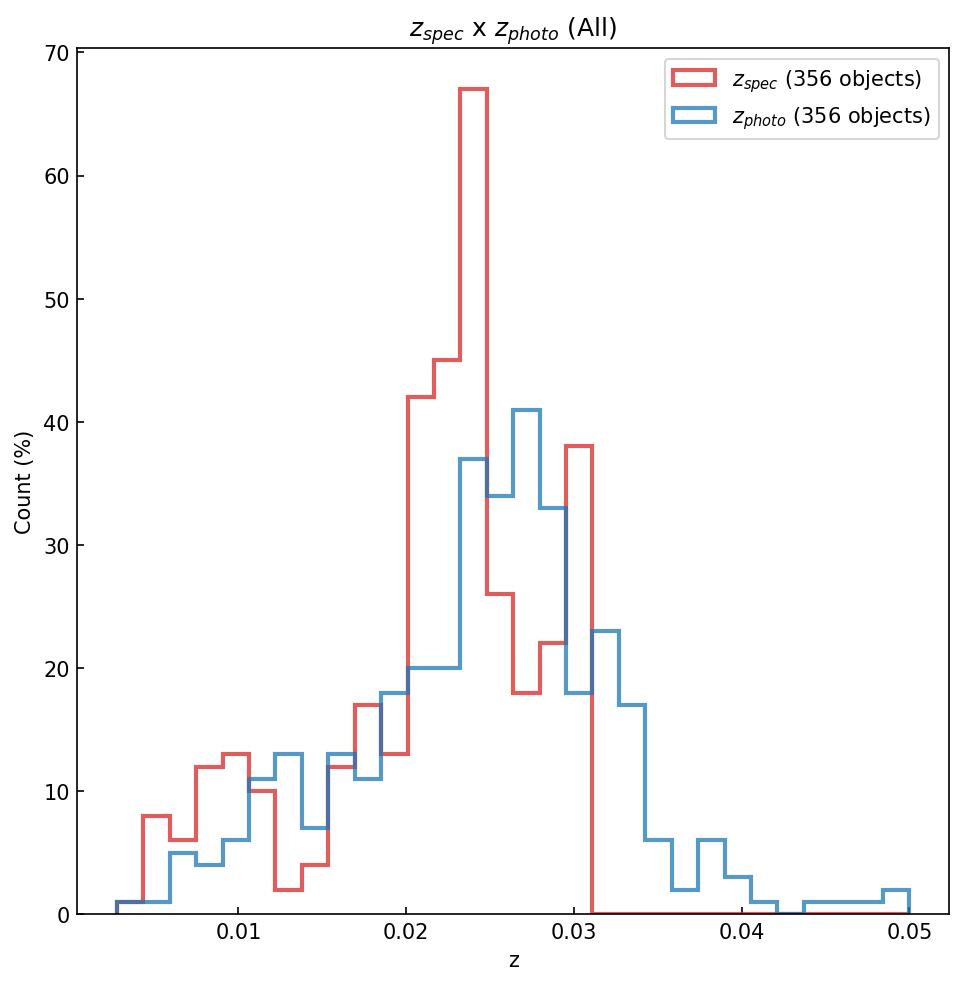 z_spec x z_photo (All)
z_spec (356 objects)
z_photo (356 objects)
70
60
50
40
30
20
10
0
Count (%)
0.01 0.02 0.03 0.04 0.05
z